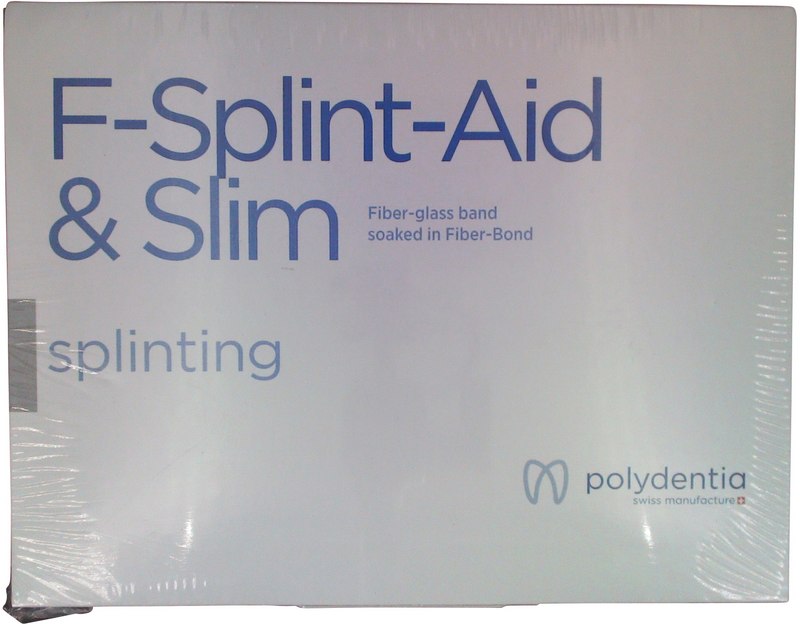 F-Splint-Aid
& Slim
Fiber-glass band
soaked in Fiber-Bond
splinting
polydentia
swiss manufacture